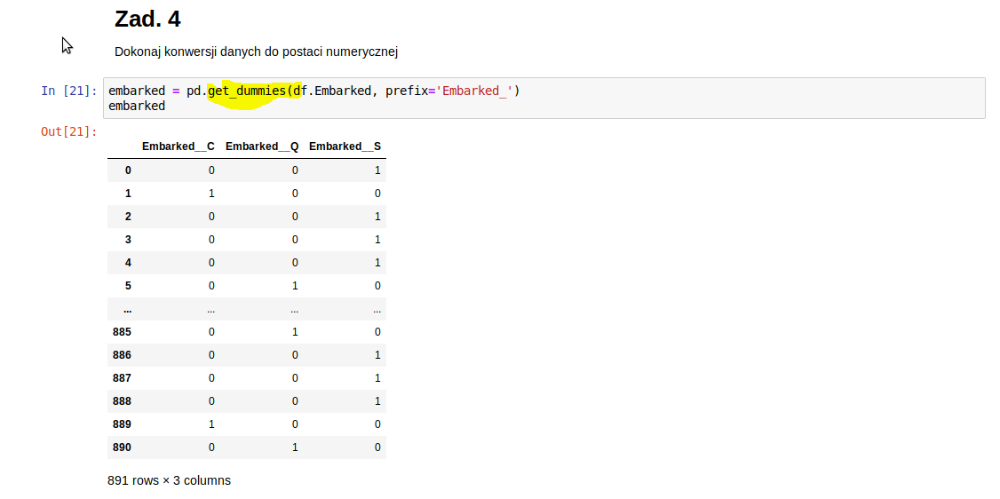 Zad. 4
Dokonaj konwersji danych do postaci numerycznej
In [21]: embarked = pd.get_dummies(df.Embarked, prefix='Embarked_')
embarked
Out[21]:
Embarked__C Embarked__Q Embarked__S
0 0 0 1
1 1 0 0
2 0 0 1
3 0 0 1
4 0 0 1
5 0 1 0
... ... ... ...
885 0 1 0
886 0 0 1
887 0 0 1
888 0 0 1
889 1 0 0
890 0 1 0
891 rows × 3 columns